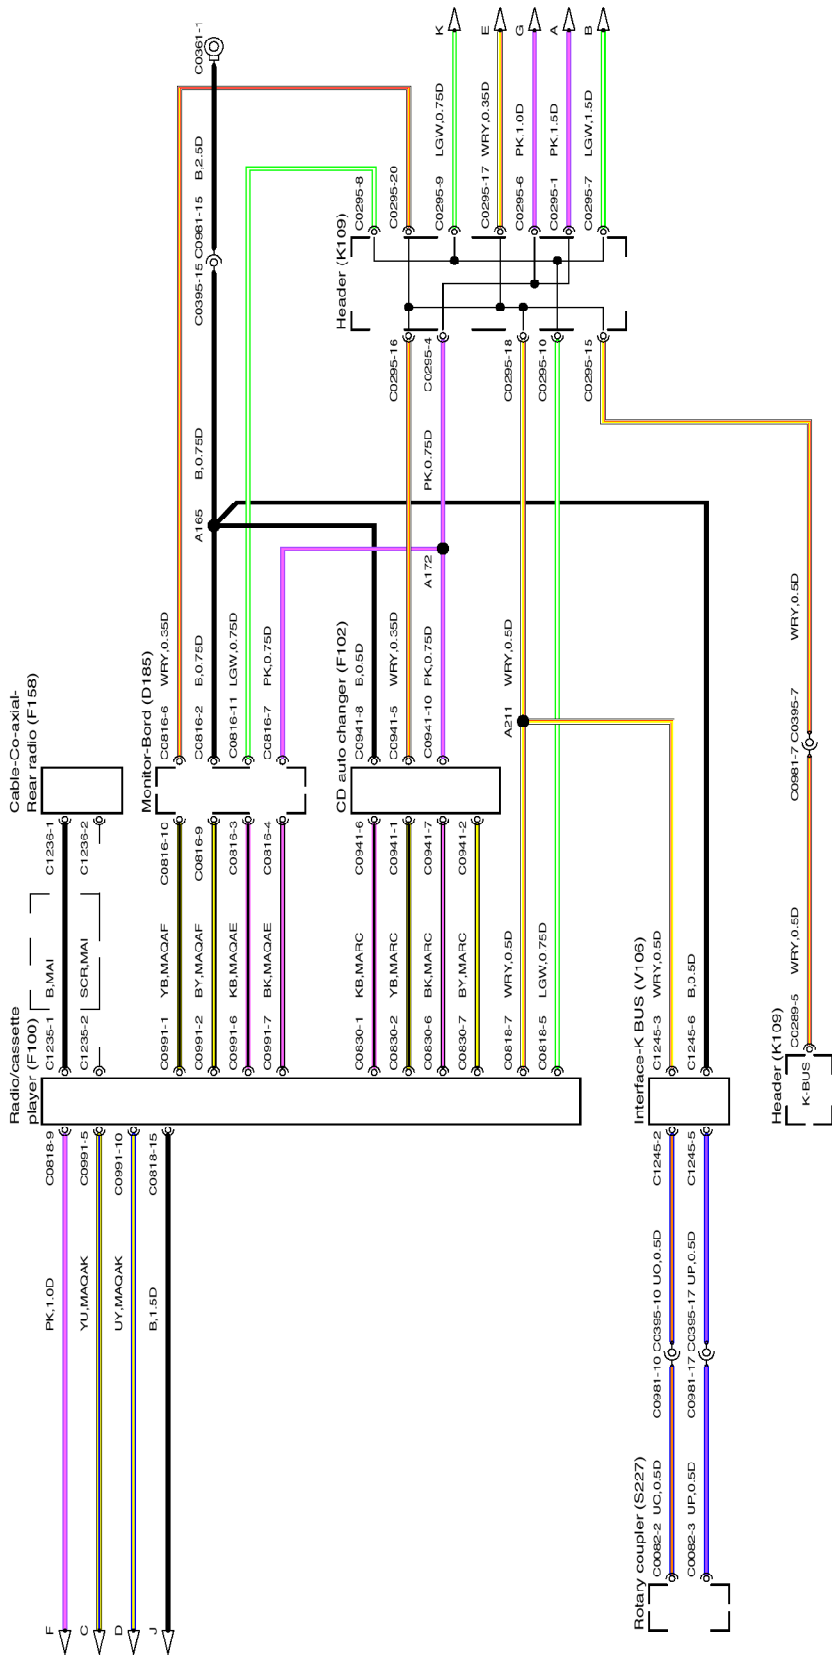 C0361-1
B,2.5D
C0981-15
C0395-15
B,0.75D
A165
K
E
G
A
B
LGW,0.75D
WRY,0.35D
PK,1.0D
PK,1.5D
LGW,1.5D
C0295-8
C0295-20
C0295-9
C0295-17
C0295-6
C0295-1
C0295-7
Header (K109)
C0295-16
C0295-4
C0295-18
C0295-10
C0295-15
PK,0.75D
A172
Cable-Co-axial-
Rear radio (F158)
C1236-1
C1236-2
B,MAI
SCR,MAI
C1235-1
C1235-2
Monitor-Bord (D185)
C0816-6 WRY,0.35D
C0816-2 B,0.75D
C0816-11 LGW,0.75D
C0816-7 PK,0.75D
C0816-10
C0816-9
C0816-3
C0816-4
YB,MAQAF
BY,MAQAF
KB,MAQAE
BK,MAQAE
C0991-1
C0991-2
C0991-6
C0991-7
CD auto changer (F102)
C0941-8 B,0.5D
C0941-5 WRY,0.35D
C0941-10 PK,0.75D
C0941-6
C0941-1
C0941-7
C0941-2
KB,MARC
YB,MARC
BK,MARC
BY,MARC
C0830-1
C0830-2
C0830-6
C0830-7
A211
WRY,0.5D
C0818-7 WRY,0.5D
C0818-5 LGW,0.75D
Radio/cassette
player (F100)
C0818-9
C0991-5
C0991-10
C0818-15
PK,1.0D
YU,MAQAK
UY,MAQAK
B,1.5D
F
C
D
J
Interface-K BUS (V106)
C1245-3 WRY,0.5D
C1245-6 B,0.5D
C1245-2
C1245-5
C0395-10 UO,0.5D
C0395-17 UP,0.5D
C0981-10
C0981-17
Rotary coupler (S227)
C0082-2 UO,0.5D
C0082-3 UP,0.5D
WRY,0.5D
C0981-7 C0395-7
WRY,0.5D
C0289-5
Header (K109)
K-BUS